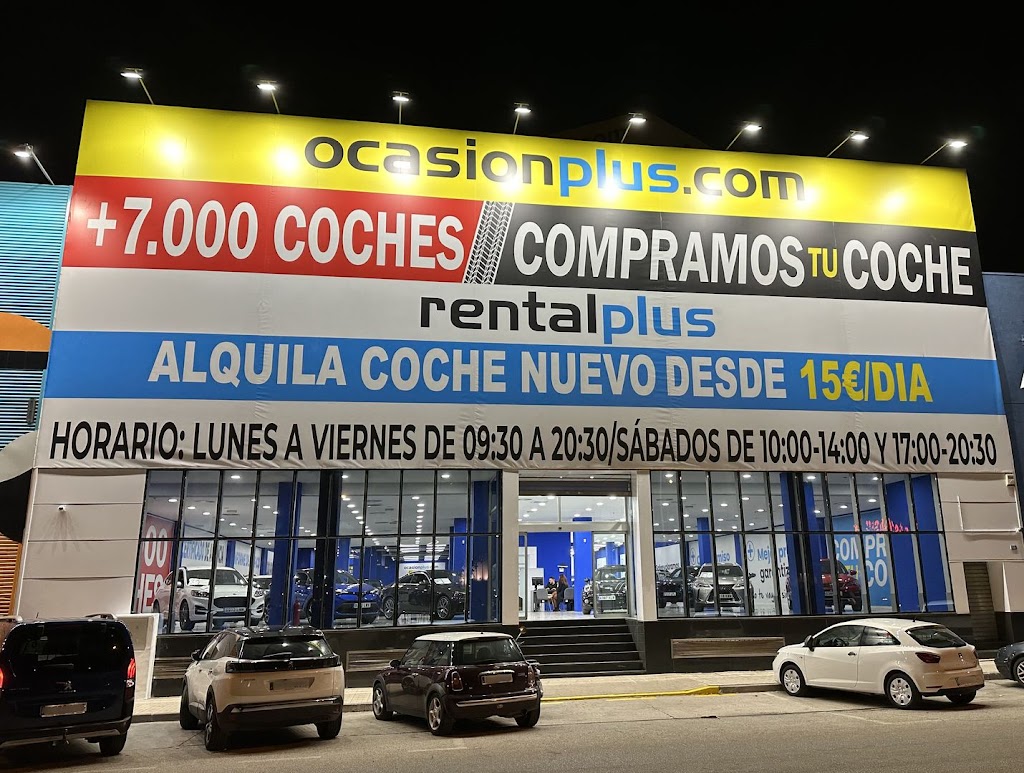 ocasionplus.com
+7.000 COCHES
COMPRAMOS TU COCHE
rentalplus
ALQUILA COCHE NUEVO DESDE 15€/DIA
HORARIO: LUNES A VIERNES DE 09:30 A 20:30/SÁBADOS DE 10:00-14:00 Y 17:00-20:30